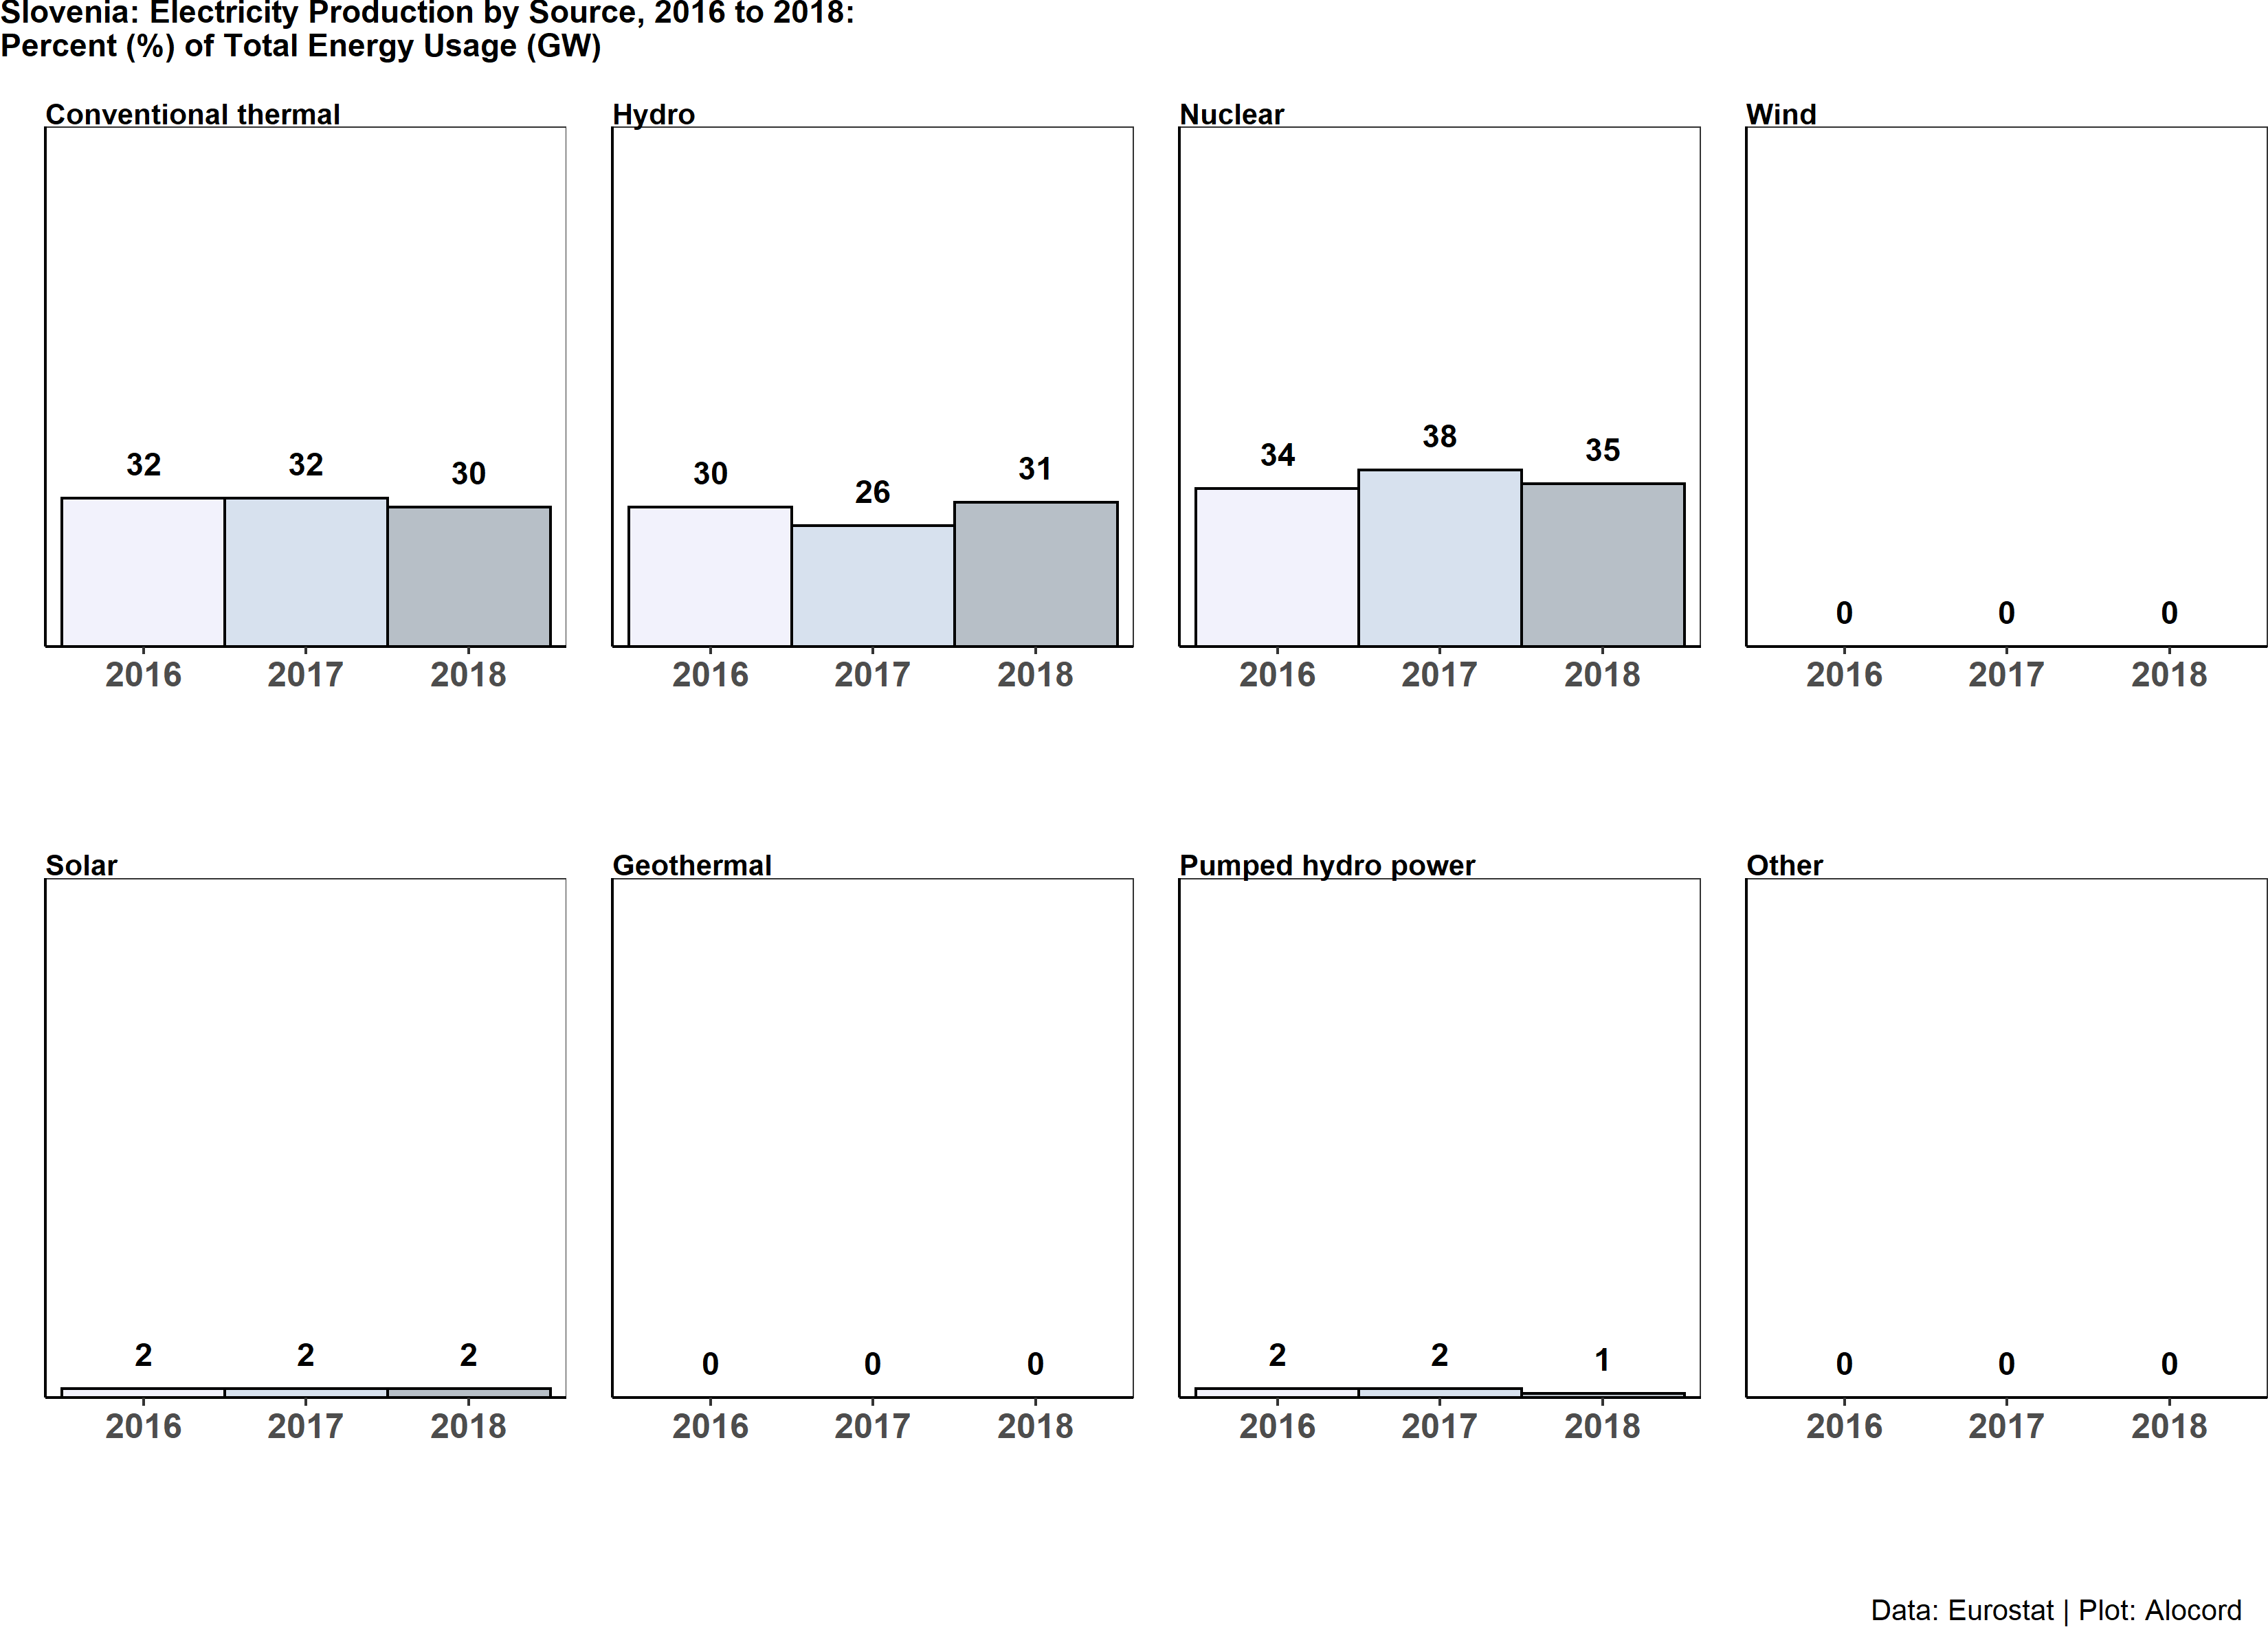 Slovenia: Electricity Production by Source, 2016 to 2018:
Percent (%) of Total Energy Usage (GW)
Conventional thermal
32 32 30
2016 2017 2018
Hydro
30 26 31
2016 2017 2018
Nuclear
34 38 35
2016 2017 2018
Wind
0 0 0
2016 2017 2018
Solar
2 2 2
2016 2017 2018
Geothermal
0 0 0
2016 2017 2018
Pumped hydro power
2 2 1
2016 2017 2018
Other
0 0 0
2016 2017 2018
Data: Eurostat | Plot: Alocord